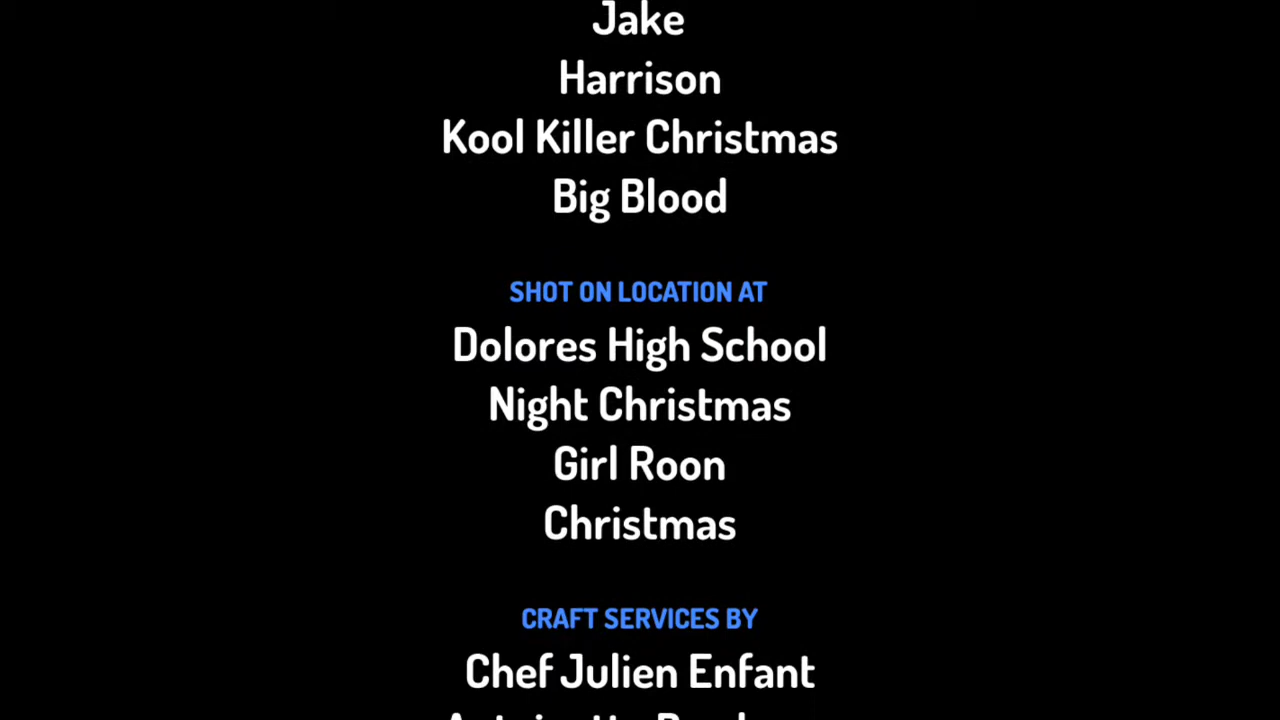 Jake
Harrison
Kool Killer Christmas
Big Blood
SHOT ON LOCATION AT
Dolores High School
Night Christmas
Girl Roon
Christmas
CRAFT SERVICES BY
Chef Julien Enfant